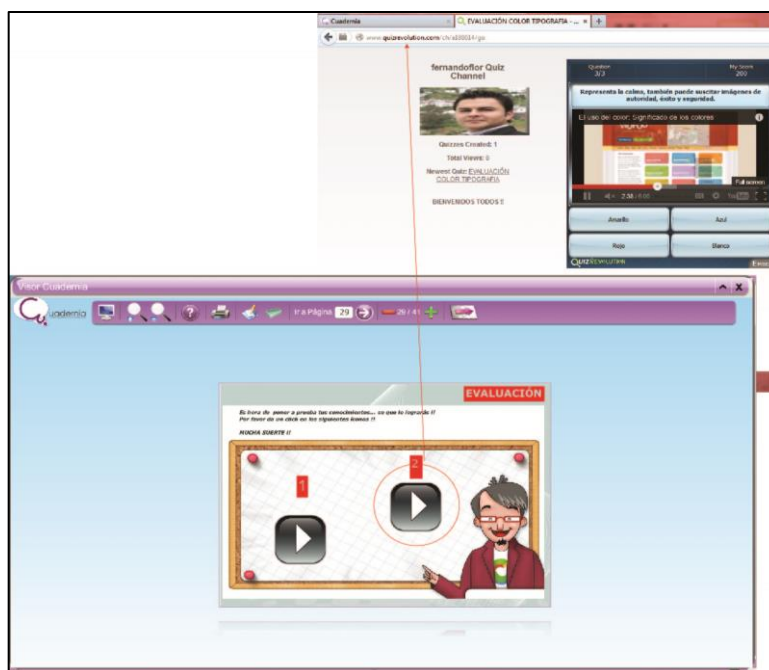 Cuadernia
EVALUACIÓN COLOR TIPOGRAFIA - ...
www.quizrevolution.com
fernandoflor Quiz
Channel
Quizzes Created: 1
Total Views: 0
Newest Quiz: EVALUACIÓN
COLOR TIPOGRAFIA
BIENVENIDOS TODOS !!
Question
3/3
My Score
200
Representa la calma, también puede suscitar imágenes de
autoridad, éxito y seguridad.
El uso del color: Significado de los colores
Full screen
Amarillo
Azul
Rojo
Blanco
QUIZREVOLUTION
Visor Cuadernia
Cuadernia
Ir a Página 29
29 / 41
EVALUACIÓN
Es hora de poner a prueba tus conocimientos... se que lo lograrás !!
Por favor da un click en los siguientes iconos !!
MUCHA SUERTE !!
1
2